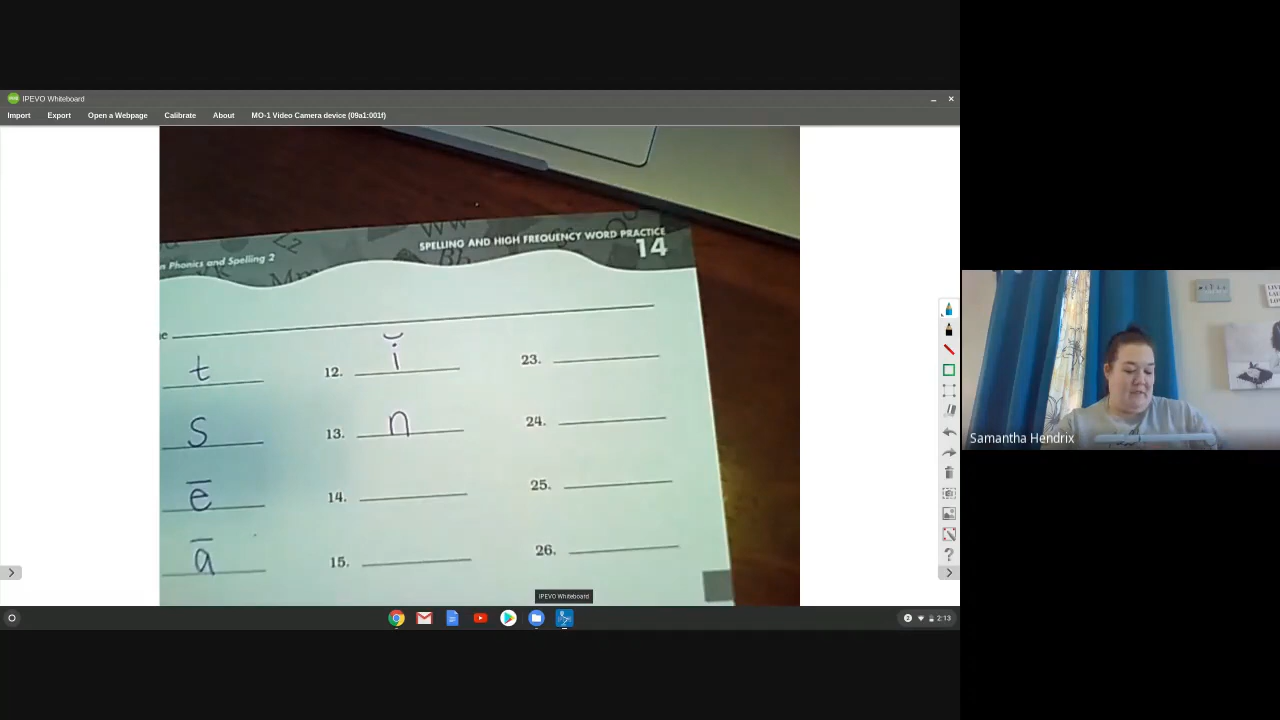 IPEVO Whiteboard
Import Export Open a Webpage Calibrate About MO-1 Video Camera device (09a1:001f)
SPELLING AND HIGH FREQUENCY WORD PRACTICE
14
Phonics and Spelling 2
t 12. ĭ 23.
s 13. n 24.
ē 14. 25.
ā 15. 26.
IPEVO Whiteboard
2 2:13
Samantha Hendrix